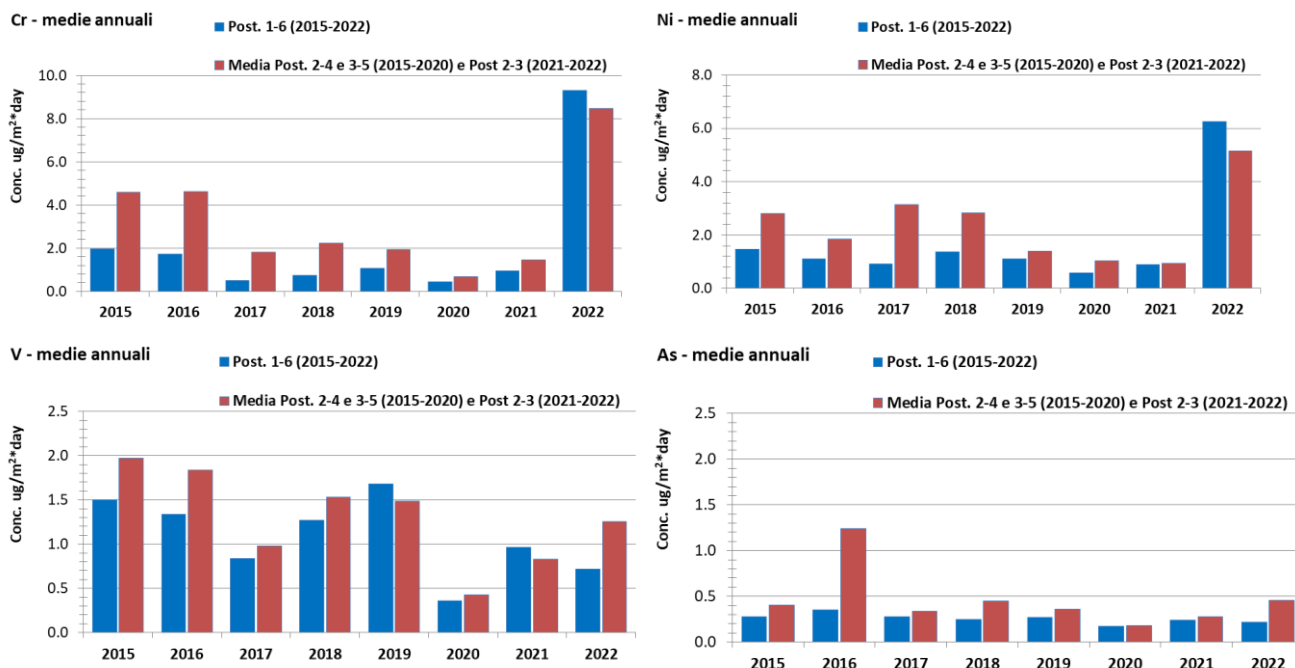 Cr - medie annuali
Post. 1-6 (2015-2022)
Media Post. 2-4 e 3-5 (2015-2020) e Post 2-3 (2021-2022)
Conc. ug/m²*day
10.0
8.0
6.0
4.0
2.0
0.0
2015 2016 2017 2018 2019 2020 2021 2022
Ni - medie annuali
Post. 1-6 (2015-2022)
Media Post. 2-4 e 3-5 (2015-2020) e Post 2-3 (2021-2022)
Conc. ug/m²*day
8.0
6.0
4.0
2.0
0.0
2015 2016 2017 2018 2019 2020 2021 2022
V - medie annuali
Post. 1-6 (2015-2022)
Media Post. 2-4 e 3-5 (2015-2020) e Post 2-3 (2021-2022)
Conc. ug/m²*day
2.5
2.0
1.5
1.0
0.5
0.0
2015 2016 2017 2018 2019 2020 2021 2022
As - medie annuali
Post. 1-6 (2015-2022)
Media Post. 2-4 e 3-5 (2015-2020) e Post 2-3 (2021-2022)
Conc. ug/m²*day
2.5
2.0
1.5
1.0
0.5
0.0
2015 2016 2017 2018 2019 2020 2021 2022